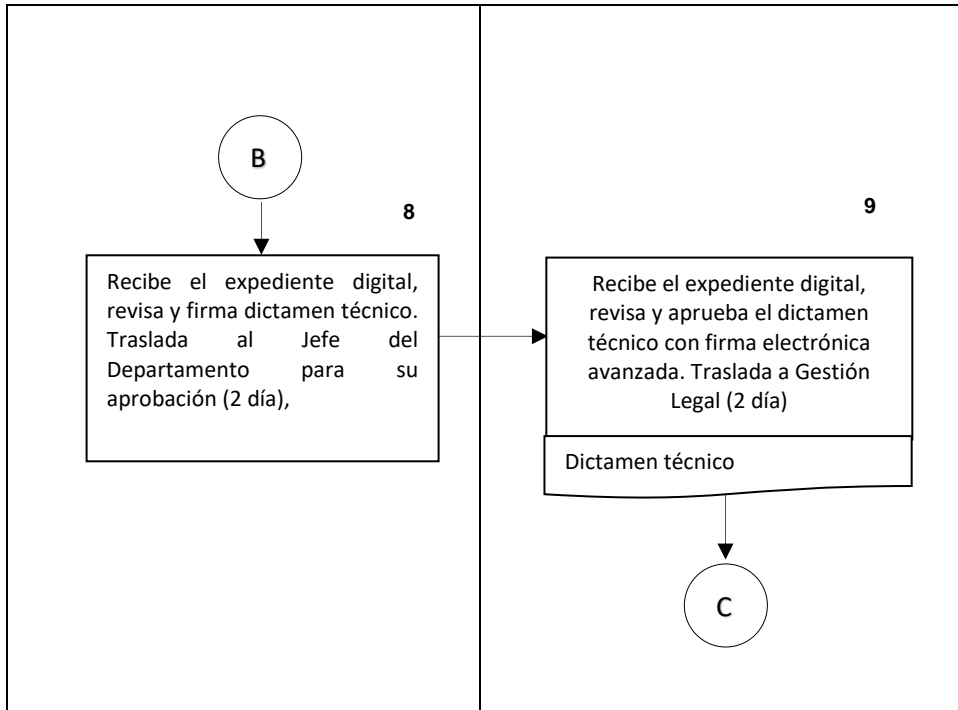 B
8
Recibe el expediente digital,
revisa y firma dictamen técnico.
Traslada al Jefe del
Departamento para su
aprobación (2 día),
9
Recibe el expediente digital,
revisa y aprueba el dictamen
técnico con firma electrónica
avanzada. Traslada a Gestión
Legal (2 día)
Dictamen técnico
C